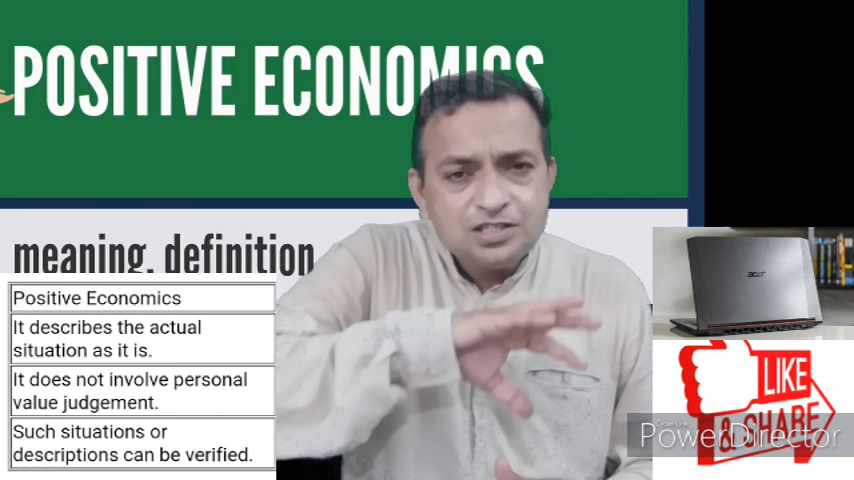 POSITIVE ECONOMICS
meaning, definition
Positive Economics
It describes the actual
situation as it is.
It does not involve personal
value judgement.
Such situations or
descriptions can be verified.
acer
LIKE
& SHARE
CyberLink
PowerDirector